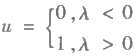 u = { 0 , λ < 0
1 , λ > 0